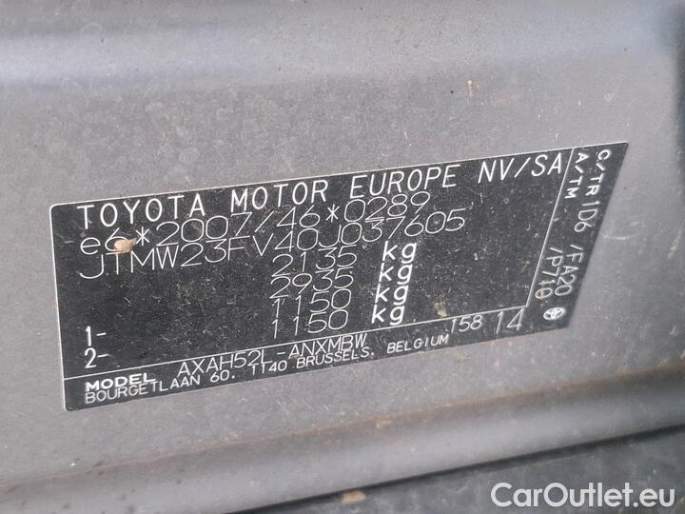 TOYOTA MOTOR EUROPE NV/SA
e6*2007/46*0289
JTMW23FV40J037605
2135 kg
2935 kg
1- 1150 kg
2- 1150 kg
T58 14
MODEL AXAH52L-ANXMBW
BOURGETLAAN 60. 1140 BRUSSELS. BELGIUM
C/TR 1D6 /FA20
A/TM /P710
CarOutlet.eu